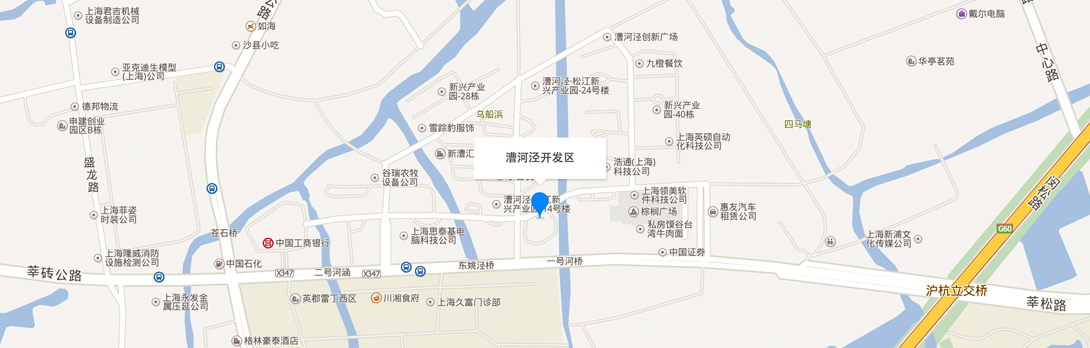 上海君吉机械
设备制造公司
公路
如海
沙县小吃
亚克迪生模型
(上海)公司
德邦物流
申建创业
园区B栋
盛龙路
上海菲姿
时装公司
苍石桥
中国工商银行
上海隆威消防
设施检测公司
中国石化
莘砖公路
X347
二号河涵
X347
上海永发金
属压延公司
英郡雷丁西区
川湘食府
上海久富门诊部
格林豪泰酒店
东姚泾桥
一号河桥
上海思泰基电
脑科技公司
谷瑞农牧
设备公司
新漕汇
雪踪豹服饰
乌船浜
新兴产业
园-28栋
漕河泾-松江新
兴产业园-24号楼
漕河泾创新广场
九橙餐饮
新兴产业
园-40栋
上海英硕自动
化科技公司
浩通(上海)
科技公司
漕河泾开发区
上海领美软
件科技公司
棕榈广场
私房馍谷台
湾牛肉面
中国证券
惠友汽车
租赁公司
四马塘
华亭茗苑
戴尔电脑
路
中心路
闵松路
G60
上海新浦文
化传媒公司
沪杭立交桥
莘松路